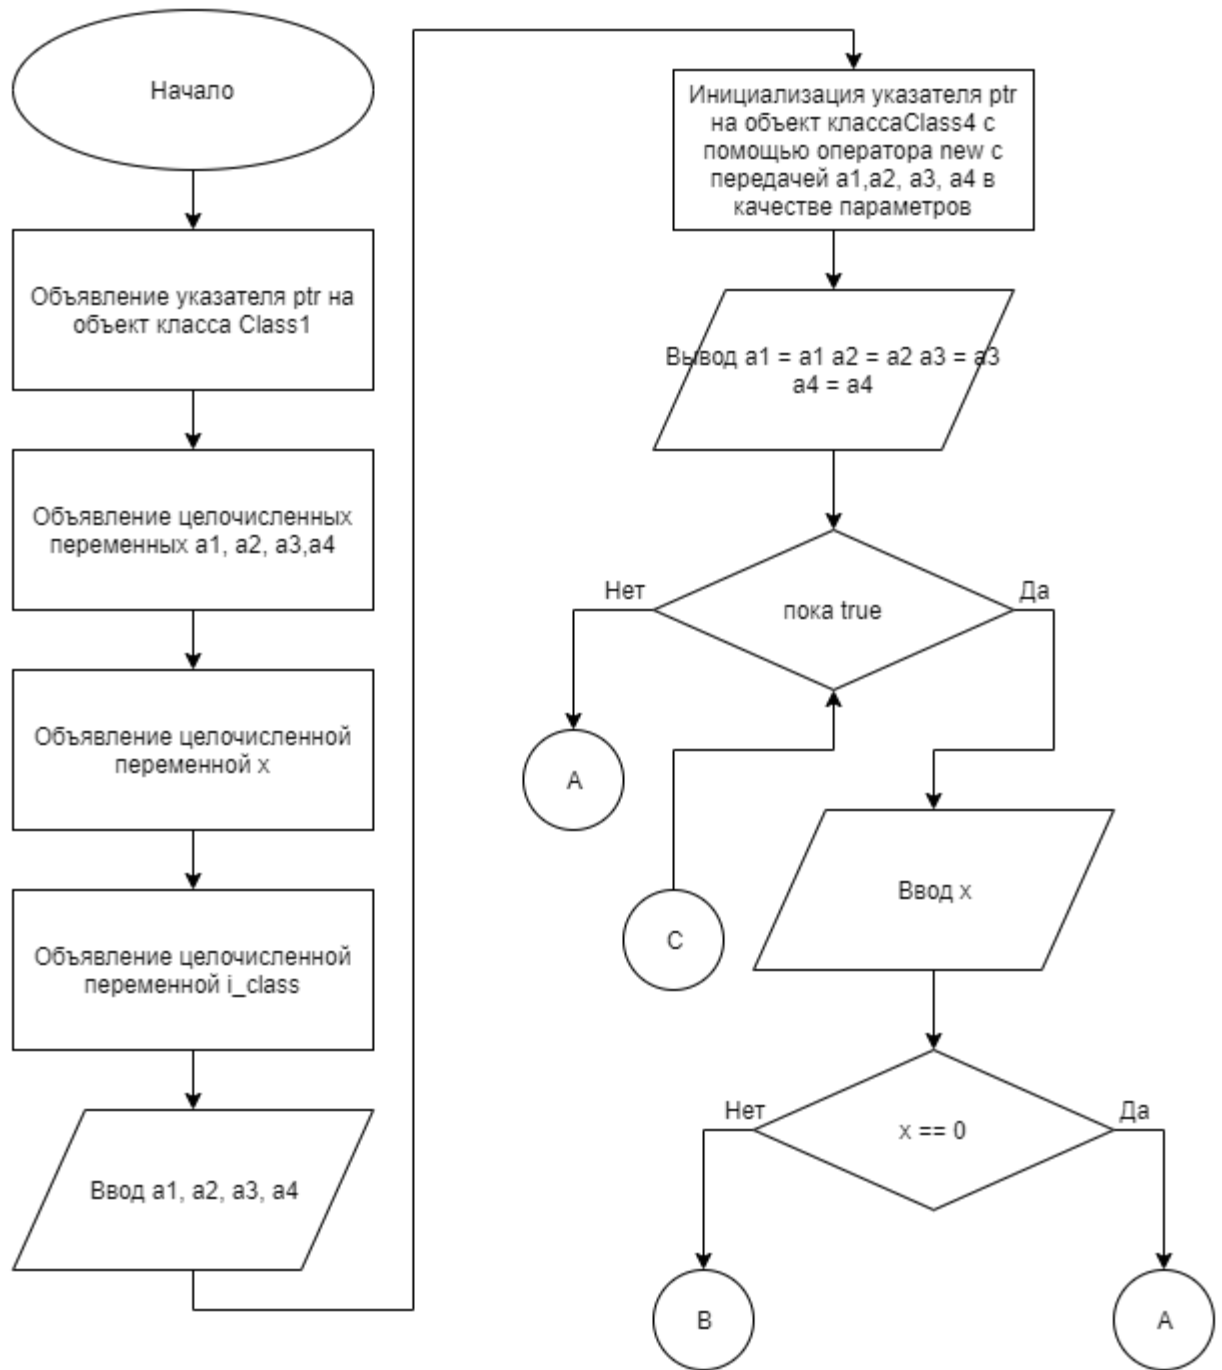 Начало
Объявление указателя ptr на
объект класса Class1
Объявление целочисленных
переменных a1, a2, a3,a4
Объявление целочисленной
переменной x
Объявление целочисленной
переменной i_class
Ввод a1, a2, a3, a4
Инициализация указателя ptr
на объект классаClass4 с
помощью оператора new с
передачей a1,a2, a3, a4 в
качестве параметров
Вывод a1 = a1 a2 = a2 a3 = a3
a4 = a4
Нет
Да
пока true
A
C
Ввод x
Нет
Да
x == 0
B
A